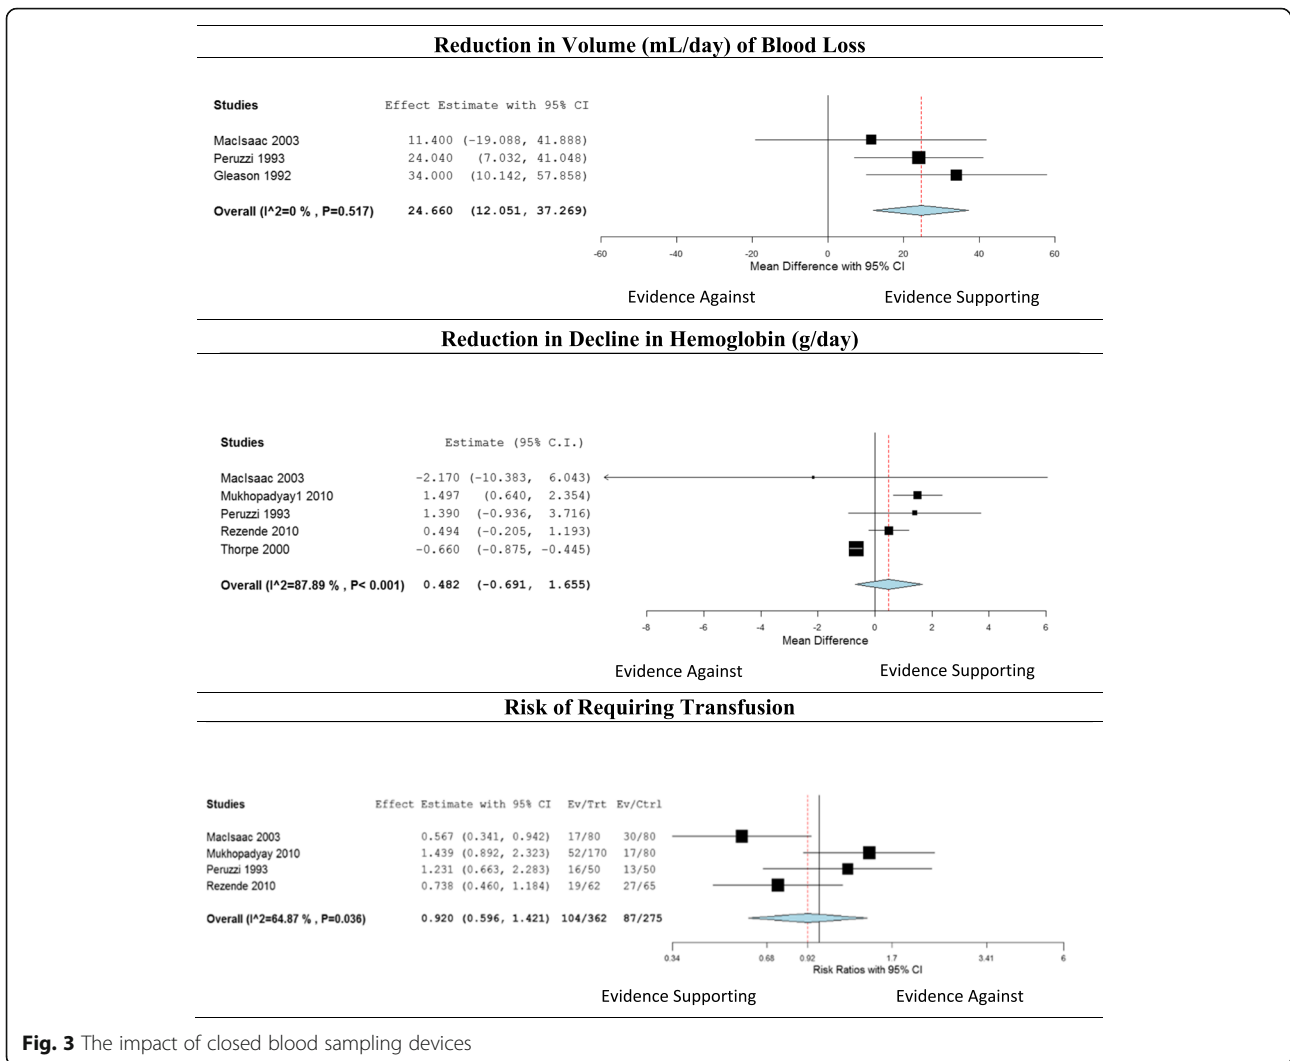 Reduction in Volume (mL/day) of Blood Loss
Studies Effect Estimate with 95% CI
MacIsaac 2003 11.400 (-19.088, 41.888)
Peruzzi 1993 24.040 (7.032, 41.048)
Gleason 1992 34.000 (10.142, 57.858)
Overall (I^2=0 % , P=0.517) 24.660 (12.051, 37.269)
-60 -40 -20 0 20 40 60
Mean Difference with 95% CI
Evidence Against Evidence Supporting
Reduction in Decline in Hemoglobin (g/day)
Studies Estimate (95% C.I.)
MacIsaac 2003 -2.170 (-10.383, 6.043)
Mukhopadyay1 2010 1.497 (0.640, 2.354)
Peruzzi 1993 1.390 (-0.936, 3.716)
Rezende 2010 0.494 (-0.205, 1.193)
Thorpe 2000 -0.660 (-0.875, -0.445)
Overall (I^2=87.89 % , P< 0.001) 0.482 (-0.691, 1.655)
-8 -6 -4 -2 0 2 4 6
Mean Difference
Evidence Against Evidence Supporting
Risk of Requiring Transfusion
Studies Effect Estimate with 95% CI Ev/Trt Ev/Ctrl
MacIsaac 2003 0.567 (0.341, 0.942) 17/80 30/80
Mukhopadyay 2010 1.439 (0.892, 2.323) 52/170 17/80
Peruzzi 1993 1.231 (0.663, 2.283) 16/50 13/50
Rezende 2010 0.738 (0.460, 1.184) 19/62 27/65
Overall (I^2=64.87 % , P=0.036) 0.920 (0.596, 1.421) 104/362 87/275
0.34 0.68 0.92 1.7 3.41 6
Risk Ratios with 95% CI
Evidence Supporting Evidence Against
Fig. 3 The impact of closed blood sampling devices